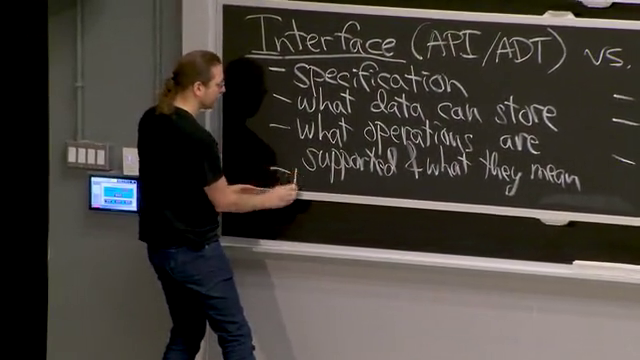 Interface (API/ADT) vs.
- specification
- what data can store
- what operations are
supported & what they mean
-